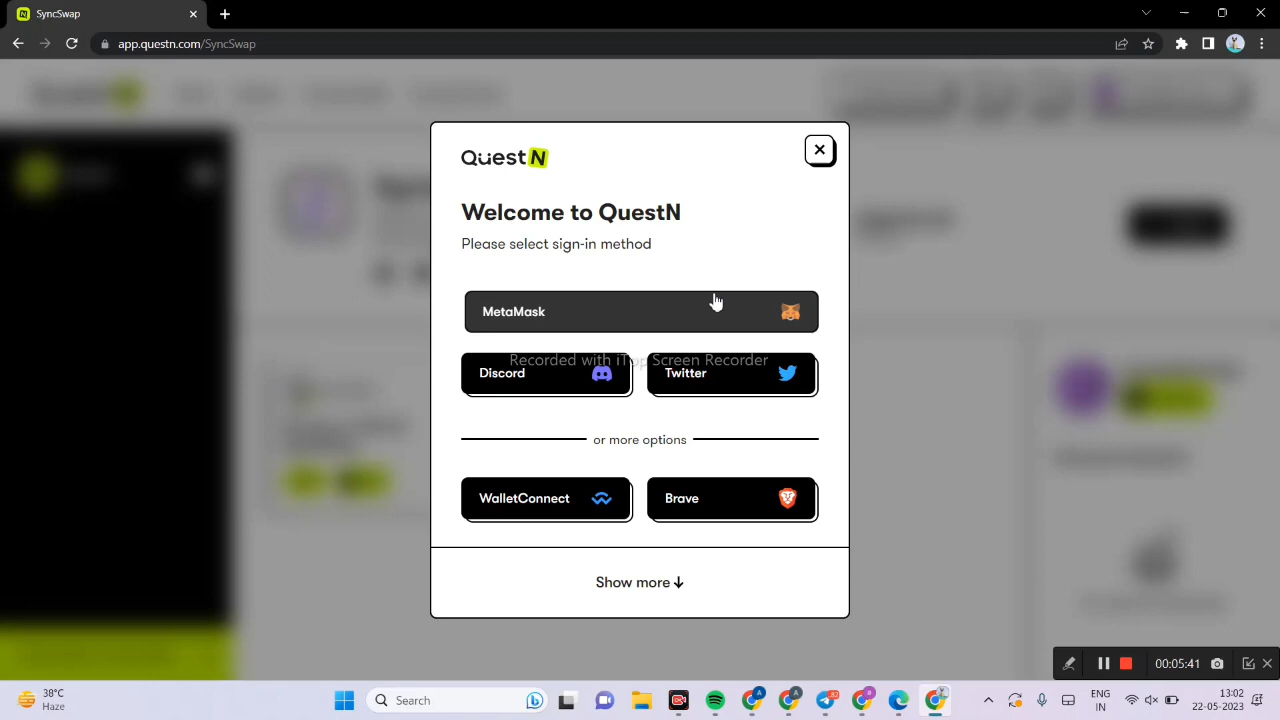 SyncSwap
app.questn.com/SyncSwap
QuestN
Welcome to QuestN
Please select sign-in method
MetaMask
Recorded with iTop Screen Recorder
Discord
Twitter
or more options
WalletConnect
Brave
Show more
00:05:41
38°C
Haze
Search
82
ENG
IN
13:02
22-05-2023